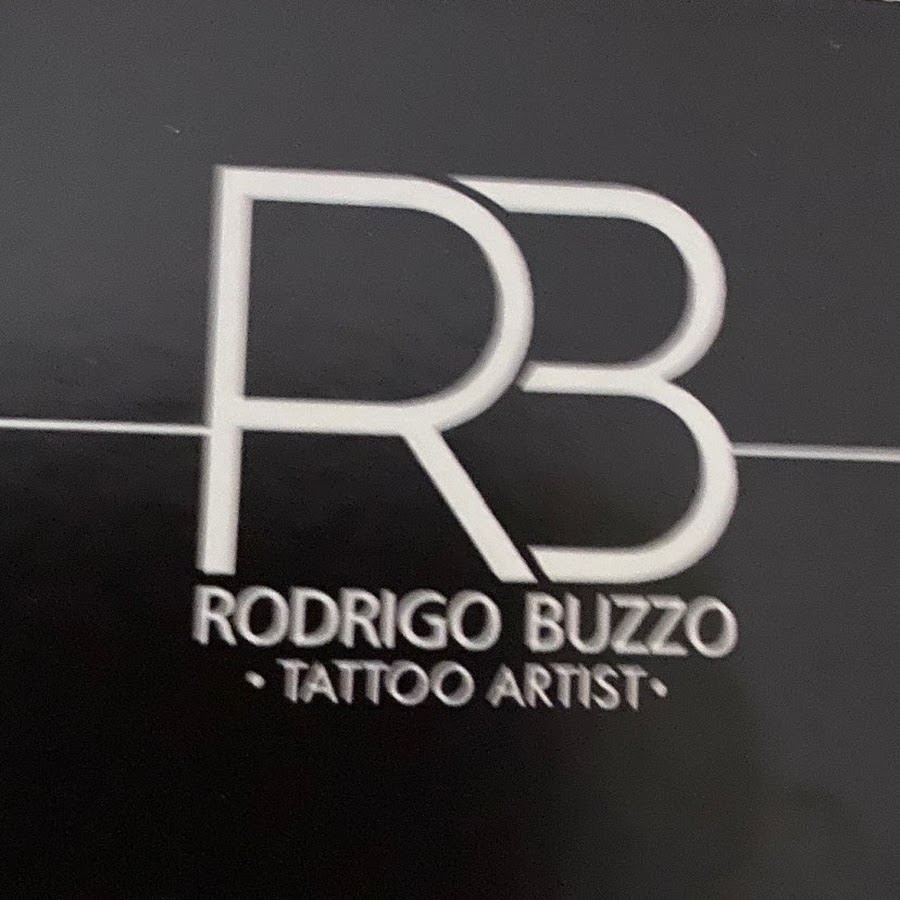 RB
RODRIGO BUZZO
• TATTOO ARTIST •